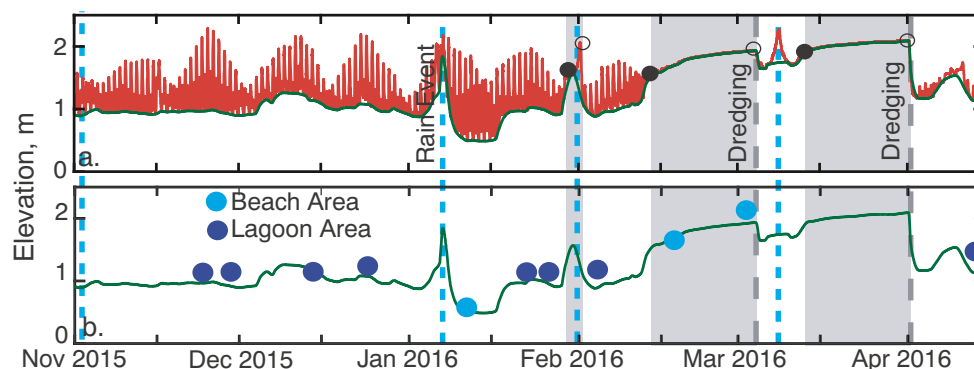 2
1
0
Elevation, m
a.
Rain Event
Dredging
Dredging
2
1
0
Beach Area
Lagoon Area
b.
Nov 2015 Dec 2015 Jan 2016 Feb 2016 Mar 2016 Apr 2016